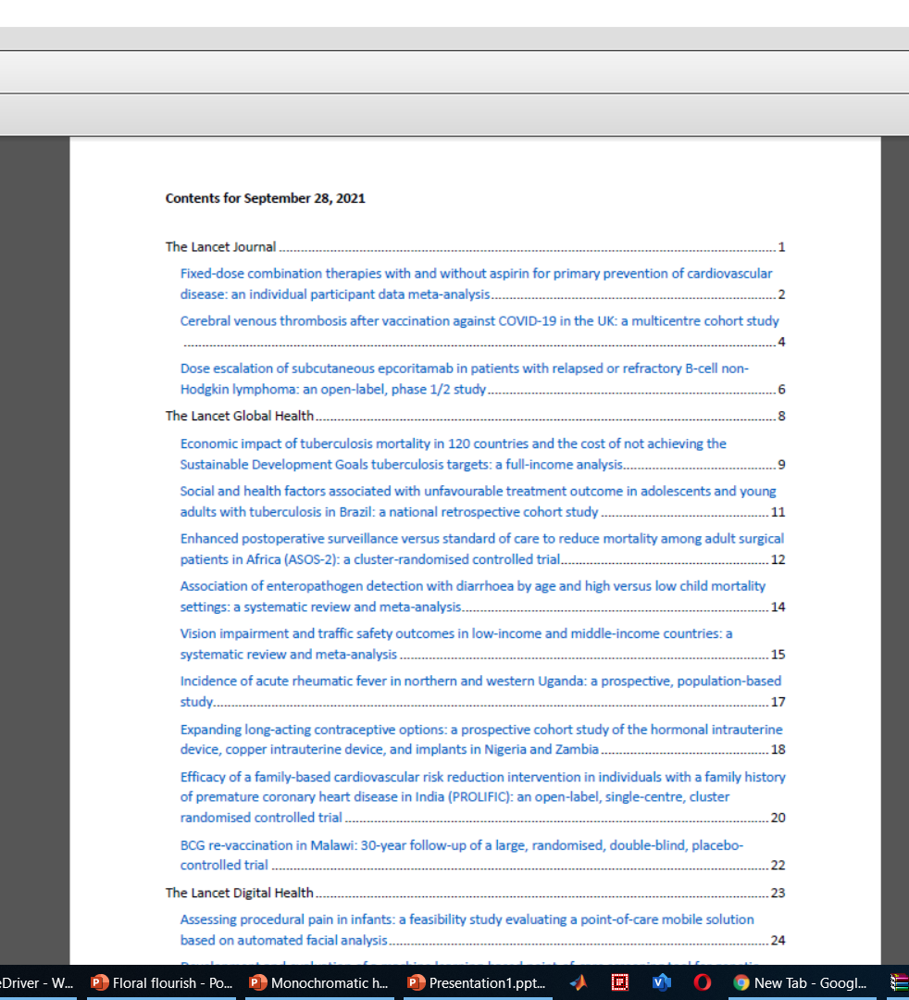 Contents for September 28, 2021
The Lancet Journal 1
Fixed-dose combination therapies with and without aspirin for primary prevention of cardiovascular
disease: an individual participant data meta-analysis 2
Cerebral venous thrombosis after vaccination against COVID-19 in the UK: a multicentre cohort study
4
Dose escalation of subcutaneous epcoritamab in patients with relapsed or refractory B-cell non-
Hodgkin lymphoma: an open-label, phase 1/2 study 6
The Lancet Global Health 8
Economic impact of tuberculosis mortality in 120 countries and the cost of not achieving the
Sustainable Development Goals tuberculosis targets: a full-income analysis 9
Social and health factors associated with unfavourable treatment outcome in adolescents and young
adults with tuberculosis in Brazil: a national retrospective cohort study 11
Enhanced postoperative surveillance versus standard of care to reduce mortality among adult surgical
patients in Africa (ASOS-2): a cluster-randomised controlled trial 12
Association of enteropathogen detection with diarrhoea by age and high versus low child mortality
settings: a systematic review and meta-analysis 14
Vision impairment and traffic safety outcomes in low-income and middle-income countries: a
systematic review and meta-analysis 15
Incidence of acute rheumatic fever in northern and western Uganda: a prospective, population-based
study 17
Expanding long-acting contraceptive options: a prospective cohort study of the hormonal intrauterine
device, copper intrauterine device, and implants in Nigeria and Zambia 18
Efficacy of a family-based cardiovascular risk reduction intervention in individuals with a family history
of premature coronary heart disease in India (PROLIFIC): an open-label, single-centre, cluster
randomised controlled trial 20
BCG re-vaccination in Malawi: 30-year follow-up of a large, randomised, double-blind, placebo-
controlled trial 22
The Lancet Digital Health 23
Assessing procedural pain in infants: a feasibility study evaluating a point-of-care mobile solution
based on automated facial analysis 24
eDriver - W... Floral flourish - Po... Monochromatic h... Presentation1.ppt... New Tab - Googl...